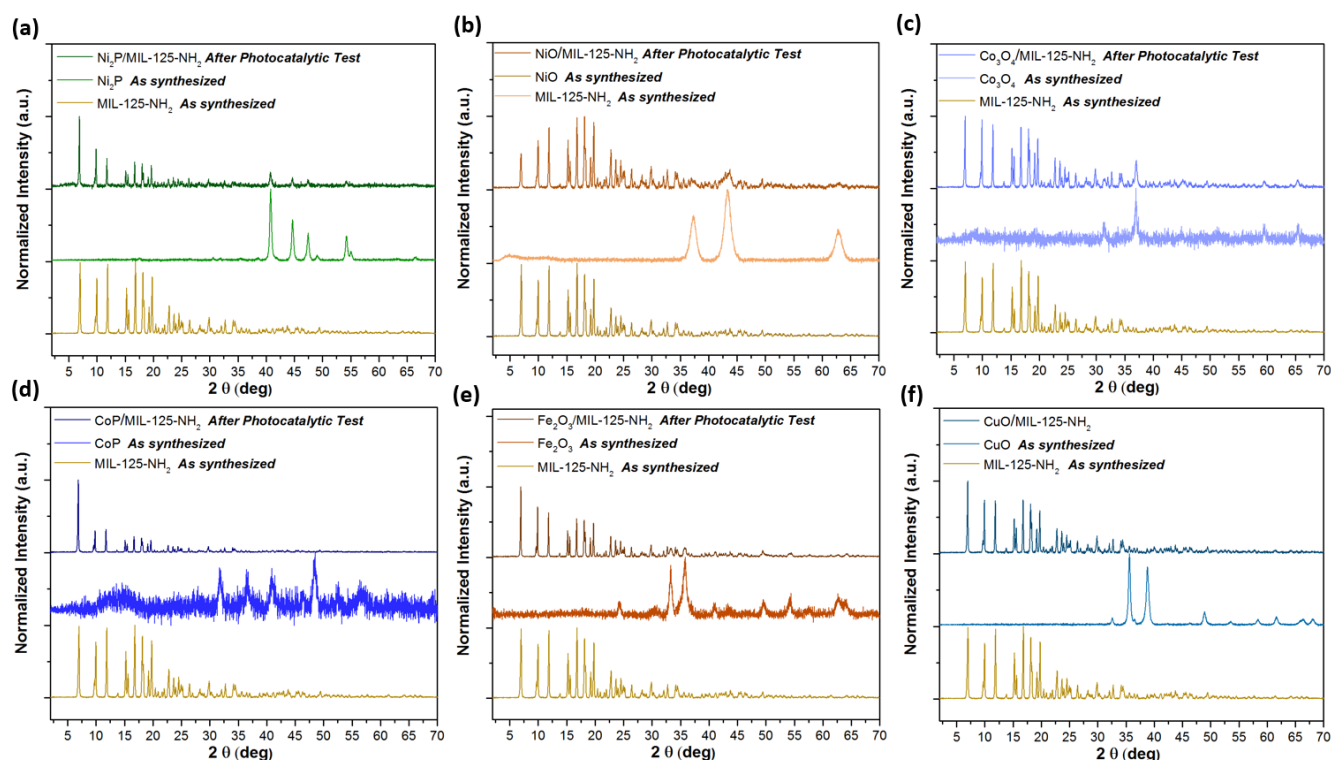 (a)
Ni₂P/MIL-125-NH₂ After Photocatalytic Test
Ni₂P As synthesized
MIL-125-NH₂ As synthesized
Normalized Intensity (a.u.)
5 10 15 20 25 30 35 40 45 50 55 60 65 70
2 θ (deg)
(b)
NiO/MIL-125-NH₂ After Photocatalytic Test
NiO As synthesized
MIL-125-NH₂ As synthesized
Normalized Intensity (a.u.)
5 10 15 20 25 30 35 40 45 50 55 60 65 70
2 θ (deg)
(c)
Co₃O₄/MIL-125-NH₂ After Photocatalytic Test
Co₃O₄ As synthesized
MIL-125-NH₂ As synthesized
Normalized Intensity (a.u.)
5 10 15 20 25 30 35 40 45 50 55 60 65 70
2 θ (deg)
(d)
CoP/MIL-125-NH₂ After Photocatalytic Test
CoP As synthesized
MIL-125-NH₂ As synthesized
Normalized Intensity (a.u.)
5 10 15 20 25 30 35 40 45 50 55 60 65 70
2 θ (deg)
(e)
Fe₂O₃/MIL-125-NH₂ After Photocatalytic Test
Fe₂O₃ As synthesized
MIL-125-NH₂ As synthesized
Normalized Intensity (a.u.)
5 10 15 20 25 30 35 40 45 50 55 60 65 70
2 θ (deg)
(f)
CuO/MIL-125-NH₂
CuO As synthesized
MIL-125-NH₂ As synthesized
Normalized Intensity (a.u.)
5 10 15 20 25 30 35 40 45 50 55 60 65 70
2 θ (deg)